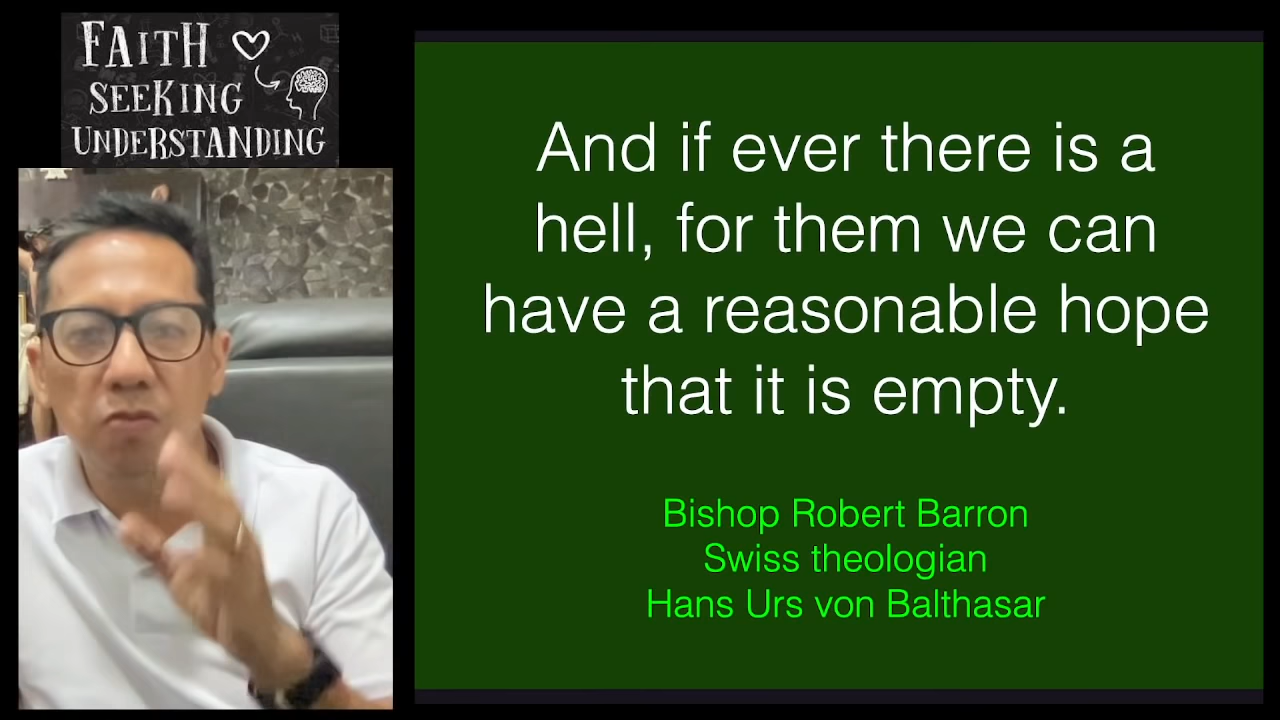 FAITH
SEEKING
UNDERSTANDING
And if ever there is a
hell, for them we can
have a reasonable hope
that it is empty.
Bishop Robert Barron
Swiss theologian
Hans Urs von Balthasar